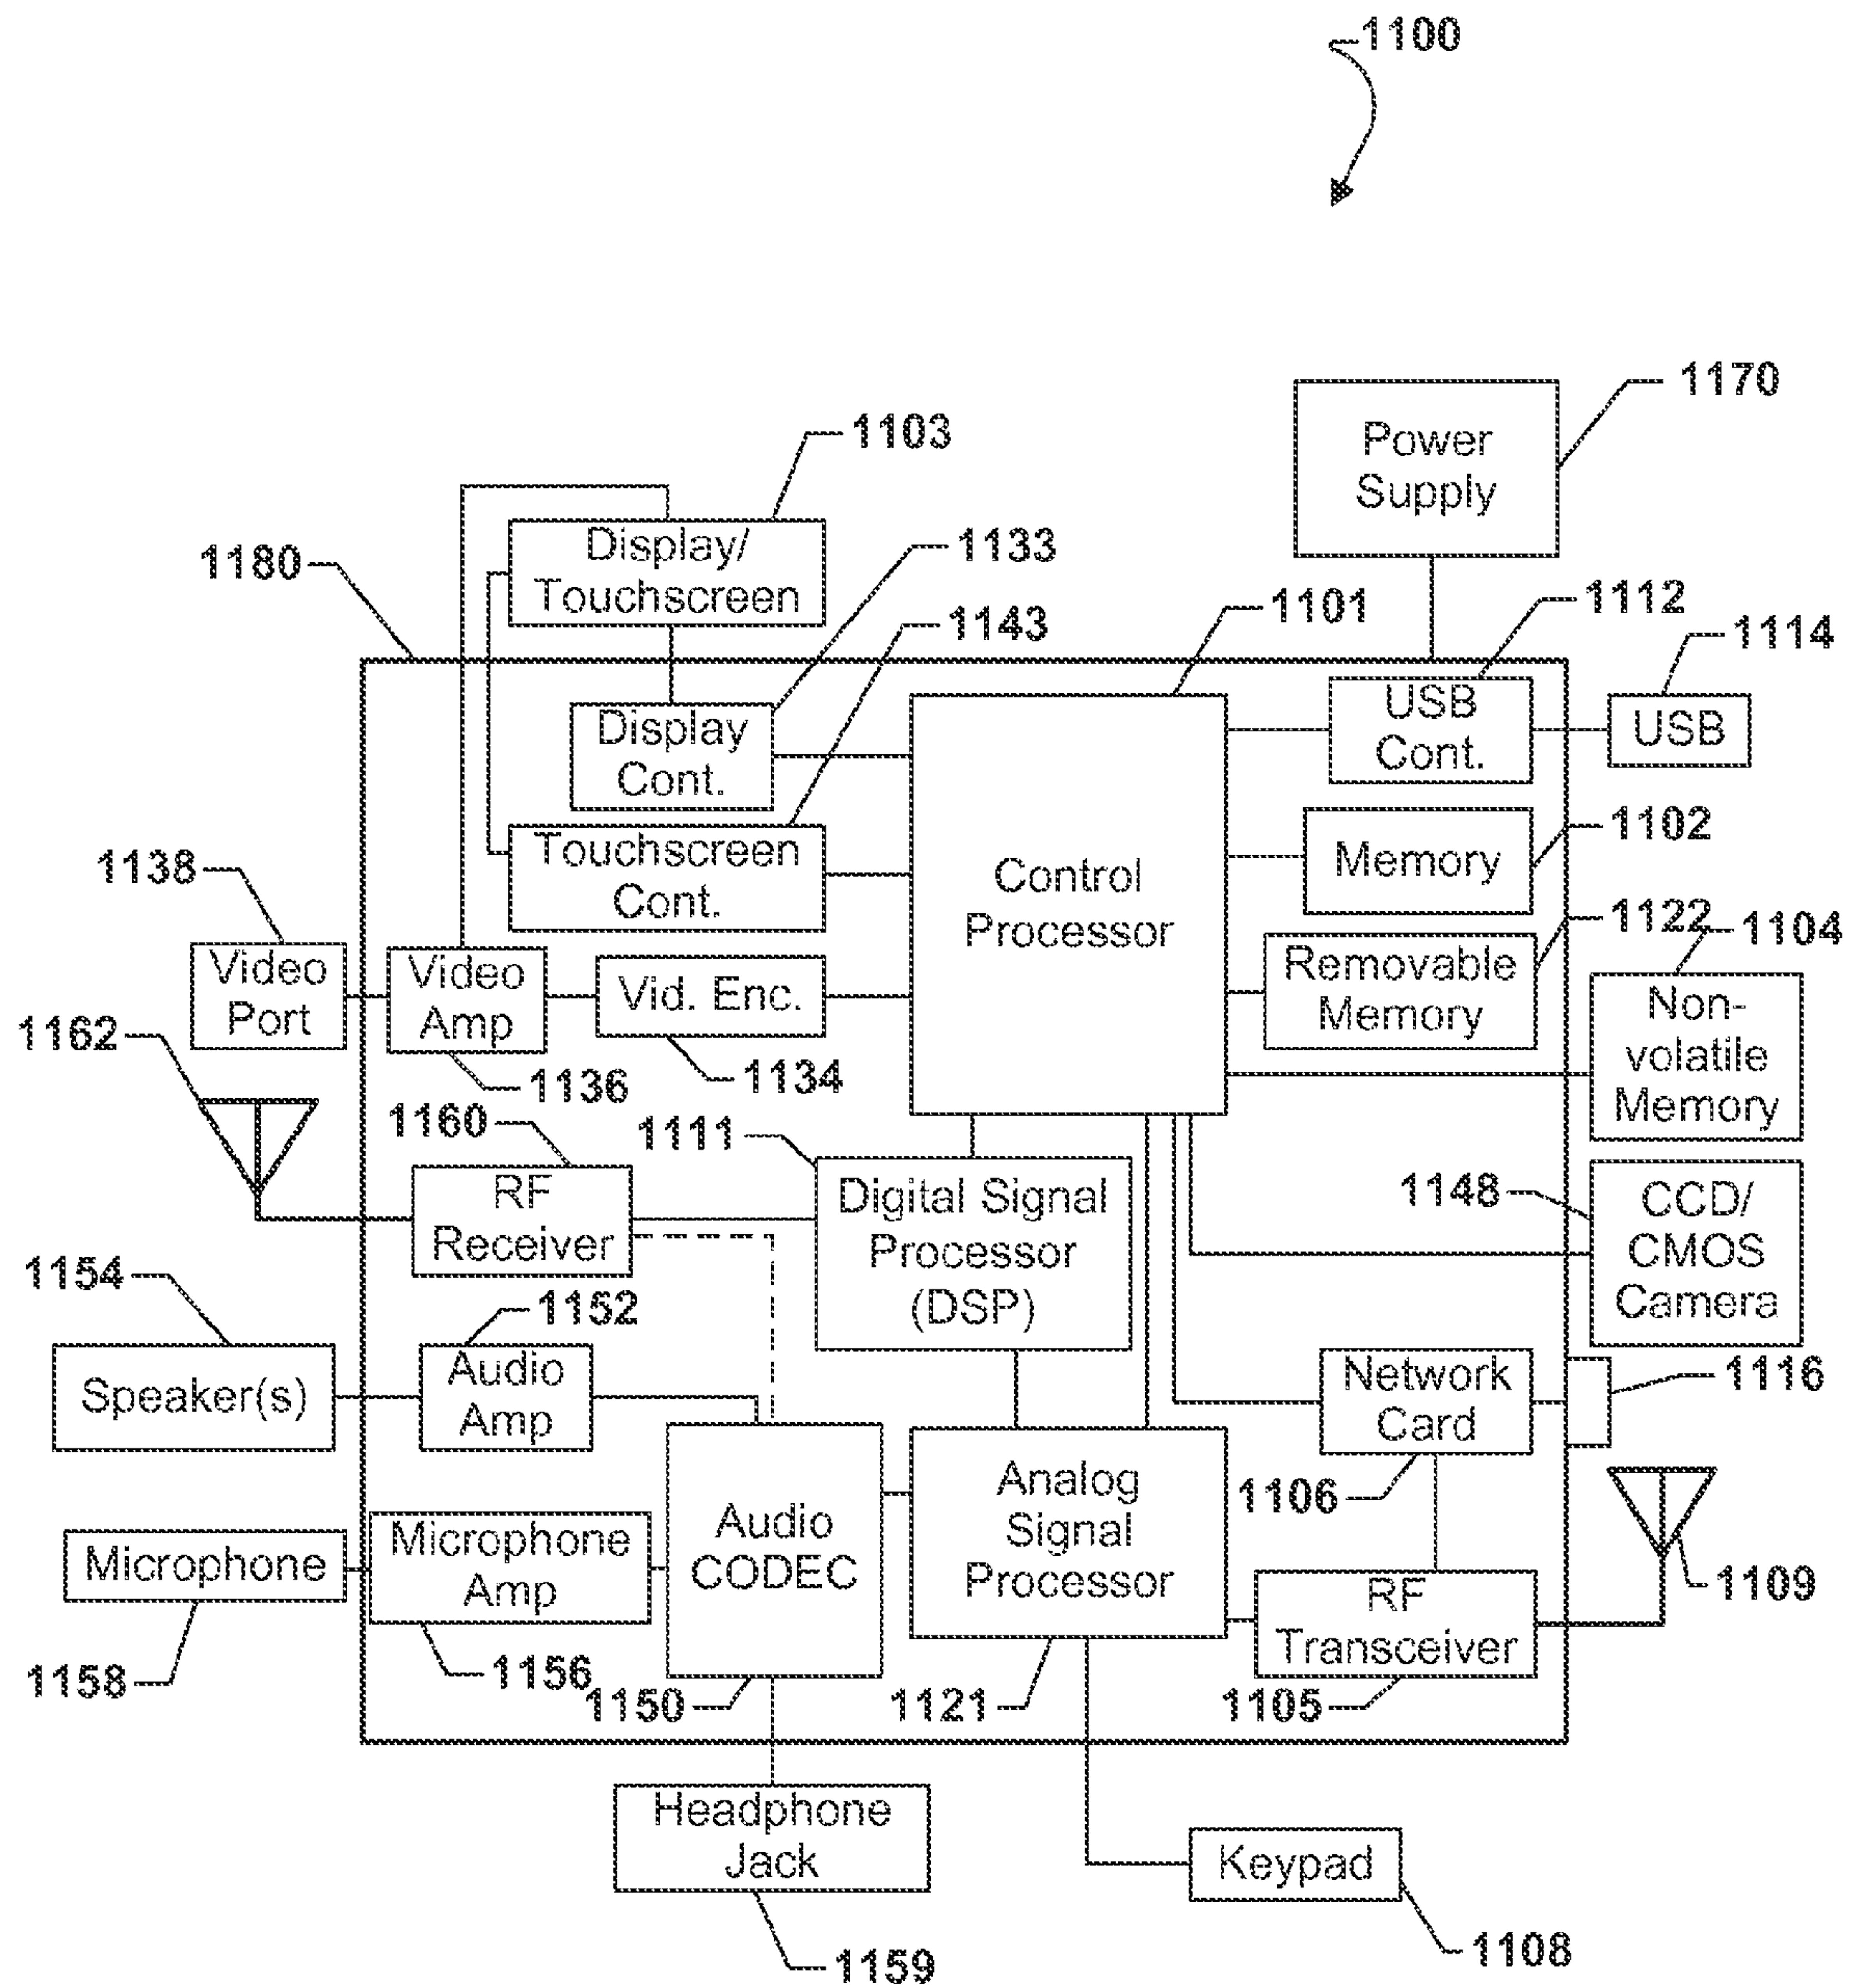 1100
1170
Power
Supply
1103
Display/
Touchscreen
1133
1180
1143
1101
1112
1114
Display
Cont.
USB
Cont.
USB
Touchscreen
Cont.
Control
Processor
Memory
1102
1138
1122
1104
Video
Port
Video
Amp
Vid. Enc.
Removable
Memory
Non-
volatile
Memory
1162
1136
1134
1160
1111
RF
Receiver
Digital Signal
Processor
(DSP)
1148
CCD/
CMOS
Camera
1154
1152
Speaker(s)
Audio
Amp
Network
Card
1116
1106
Audio
CODEC
Analog
Signal
Processor
Microphone
Microphone
Amp
RF
Transceiver
1109
1158
1156
1150
1121
1105
Headphone
Jack
Keypad
1159
1108